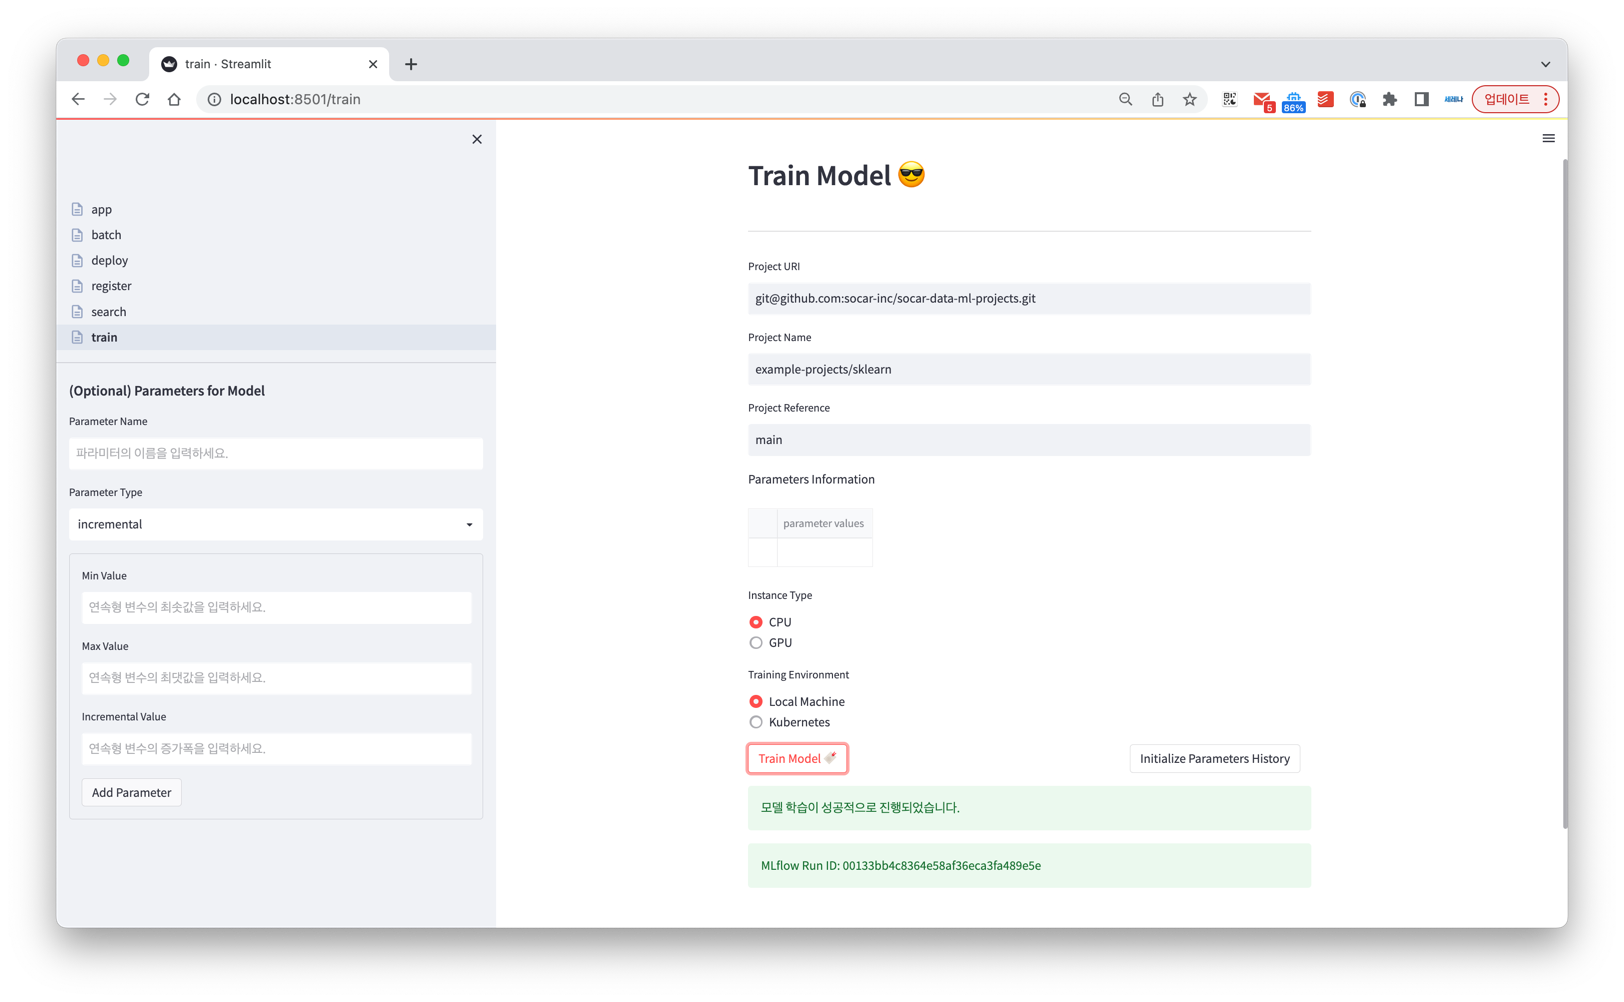 train · Streamlit
localhost:8501/train
5
86%
업데이트
app
batch
deploy
register
search
train
(Optional) Parameters for Model
Parameter Name
파라미터의 이름을 입력하세요.
Parameter Type
incremental
Min Value
연속형 변수의 최솟값을 입력하세요.
Max Value
연속형 변수의 최댓값을 입력하세요.
Incremental Value
연속형 변수의 증가폭을 입력하세요.
Add Parameter
Train Model 😎
Project URI
git@github.com:socar-inc/socar-data-ml-projects.git
Project Name
example-projects/sklearn
Project Reference
main
Parameters Information
parameter values
Instance Type
CPU
GPU
Training Environment
Local Machine
Kubernetes
Train Model 🚀
Initialize Parameters History
모델 학습이 성공적으로 진행되었습니다.
MLflow Run ID: 00133bb4c8364e58af36eca3fa489e5e